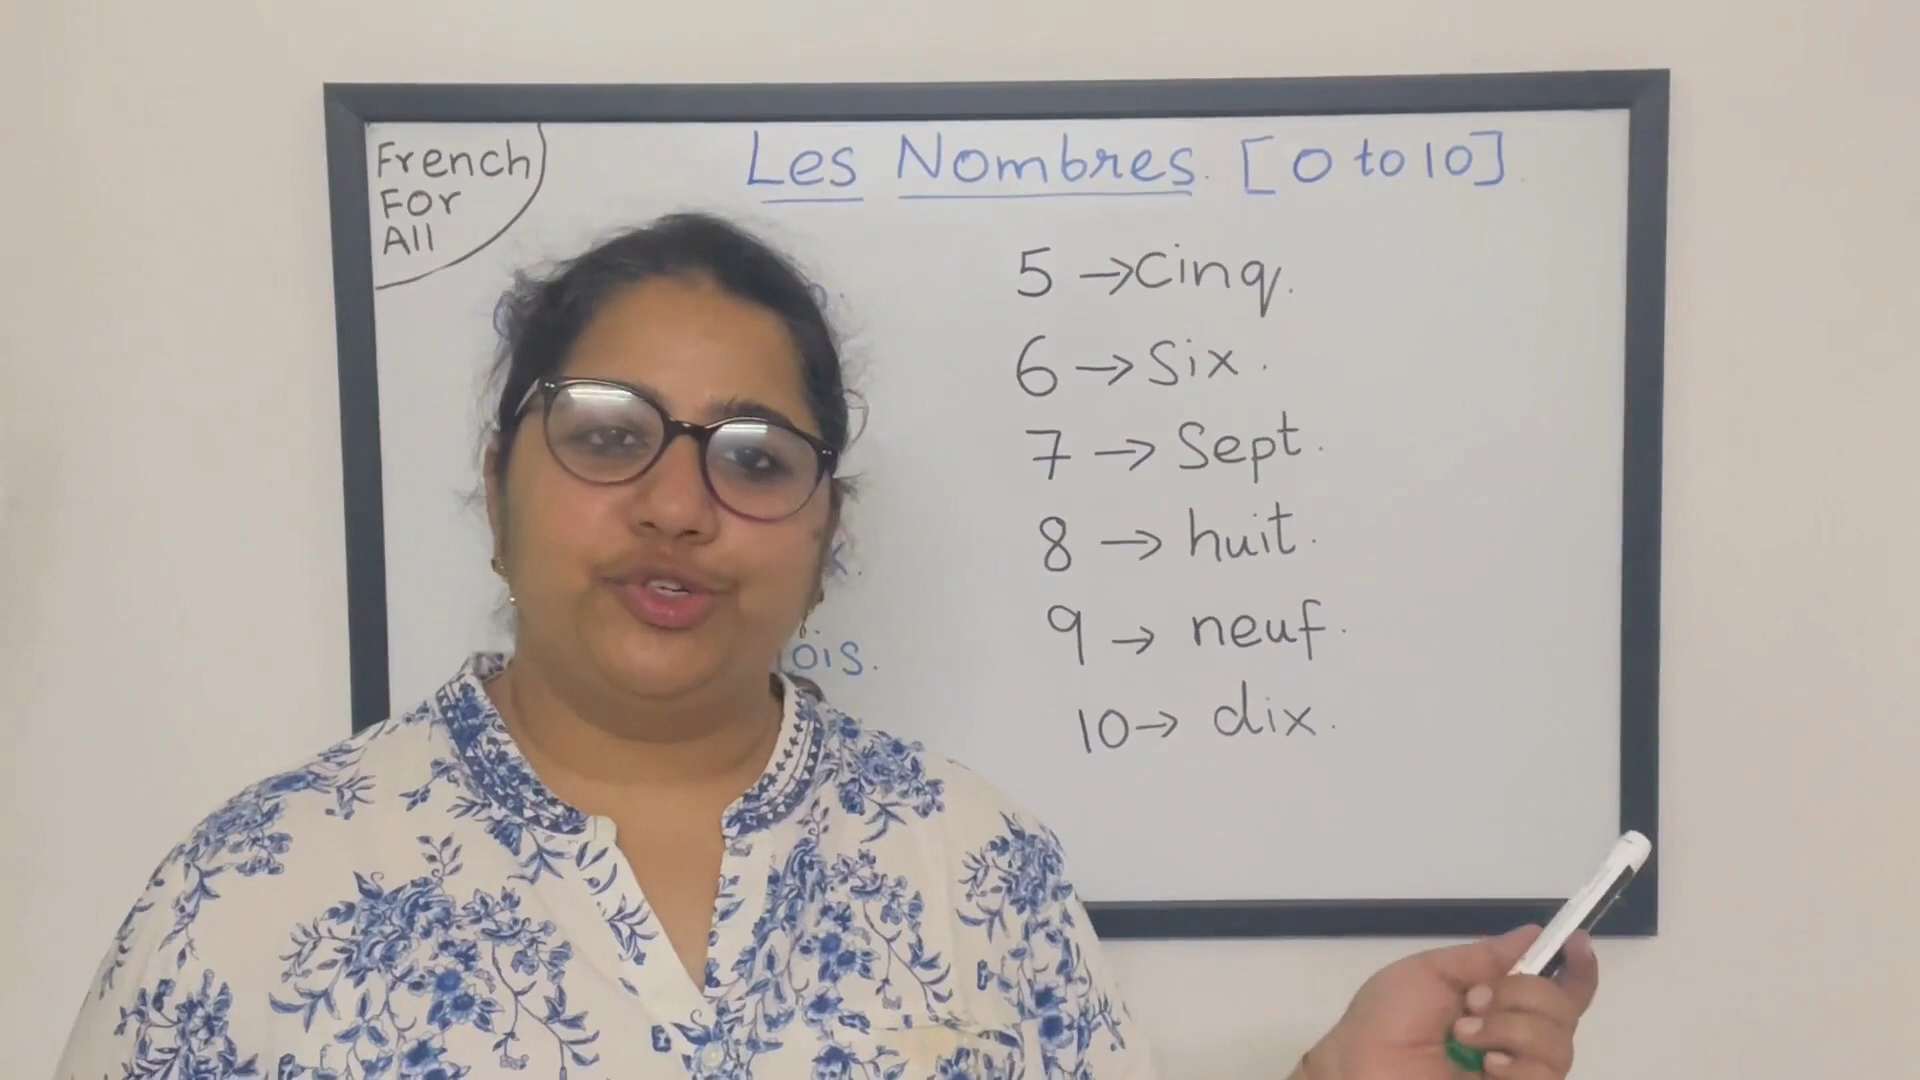 French
For
All
Les Nombres. [0 to 10]
5 → Cinq.
6 → Six.
7 → Sept.
8 → huit.
9 → neuf.
10 → dix.